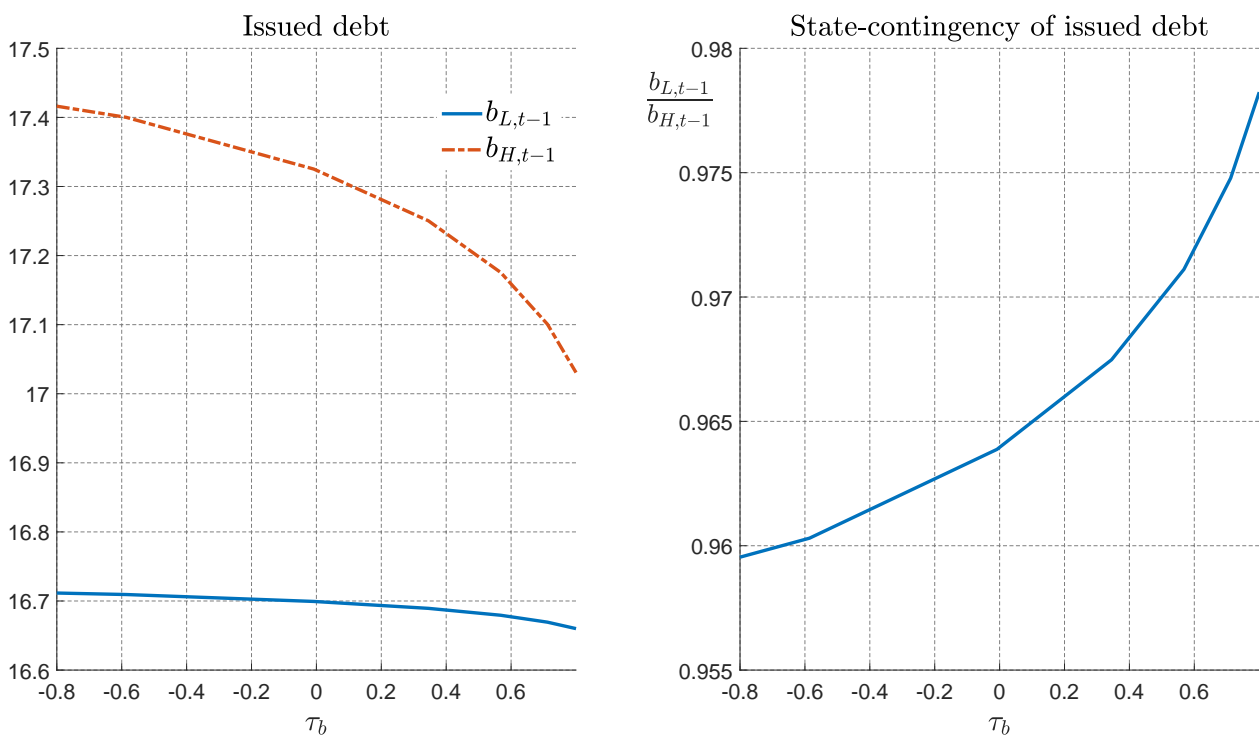 Issued debt
17.5
17.4
17.3
17.2
17.1
17
16.9
16.8
16.7
16.6
-0.8 -0.6 -0.4 -0.2 0 0.2 0.4 0.6
τ_b
b_{L,t−1}
b_{H,t−1}
State-contingency of issued debt
b_{L,t−1}
b_{H,t−1}
0.98
0.975
0.97
0.965
0.96
0.955
-0.8 -0.6 -0.4 -0.2 0 0.2 0.4 0.6
τ_b